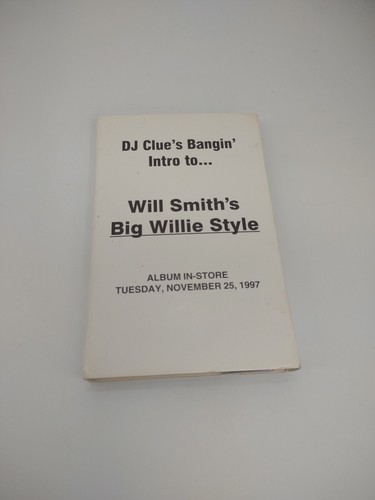 DJ Clue's Bangin'
Intro to...
Will Smith's
Big Willie Style
ALBUM IN-STORE
TUESDAY, NOVEMBER 25, 1997